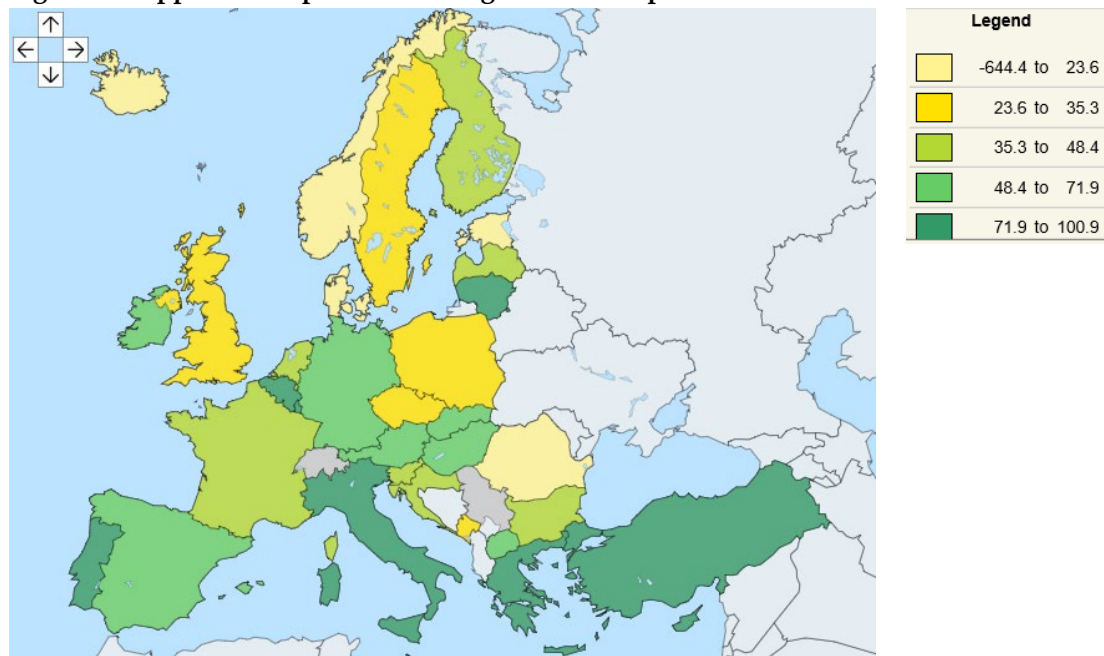 Legend
-644.4 to 23.6
23.6 to 35.3
35.3 to 48.4
48.4 to 71.9
71.9 to 100.9